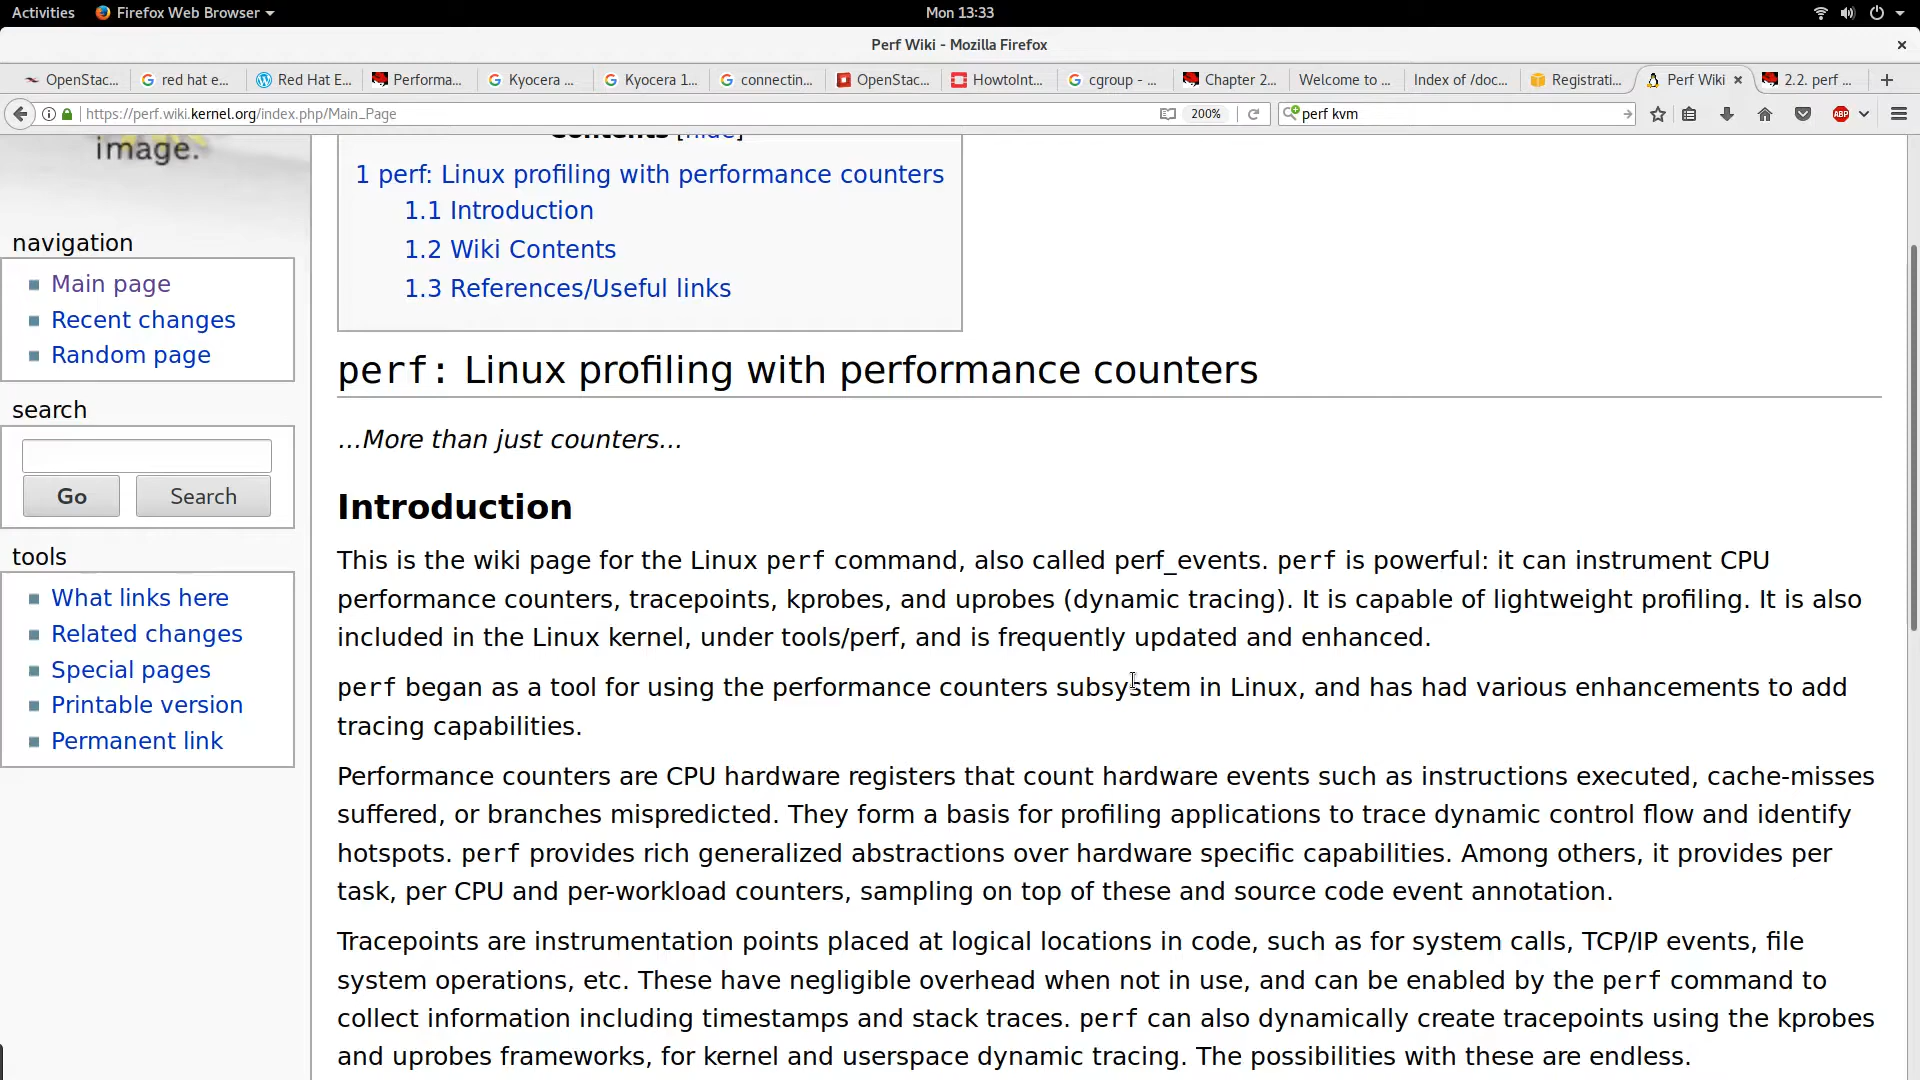 Activities Firefox Web Browser Mon 13:33
Perf Wiki - Mozilla Firefox
OpenStac... red hat e... Red Hat E... Performa... Kyocera ... Kyocera 1... connectin... OpenStac... HowtoInt... cgroup - ... Chapter 2... Welcome to ... Index of /doc... Registrati... Perf Wiki 2.2. perf ...
https://perf.wiki.kernel.org/index.php/Main_Page 200% perf kvm ABP
image.
Contents [hide]
1 perf: Linux profiling with performance counters
1.1 Introduction
1.2 Wiki Contents
1.3 References/Useful links
navigation
Main page
Recent changes
Random page
search
Go Search
tools
What links here
Related changes
Special pages
Printable version
Permanent link
perf: Linux profiling with performance counters
...More than just counters...
Introduction
This is the wiki page for the Linux perf command, also called perf_events. perf is powerful: it can instrument CPU
performance counters, tracepoints, kprobes, and uprobes (dynamic tracing). It is capable of lightweight profiling. It is also
included in the Linux kernel, under tools/perf, and is frequently updated and enhanced.
perf began as a tool for using the performance counters subsystem in Linux, and has had various enhancements to add
tracing capabilities.
Performance counters are CPU hardware registers that count hardware events such as instructions executed, cache-misses
suffered, or branches mispredicted. They form a basis for profiling applications to trace dynamic control flow and identify
hotspots. perf provides rich generalized abstractions over hardware specific capabilities. Among others, it provides per
task, per CPU and per-workload counters, sampling on top of these and source code event annotation.
Tracepoints are instrumentation points placed at logical locations in code, such as for system calls, TCP/IP events, file
system operations, etc. These have negligible overhead when not in use, and can be enabled by the perf command to
collect information including timestamps and stack traces. perf can also dynamically create tracepoints using the kprobes
and uprobes frameworks, for kernel and userspace dynamic tracing. The possibilities with these are endless.